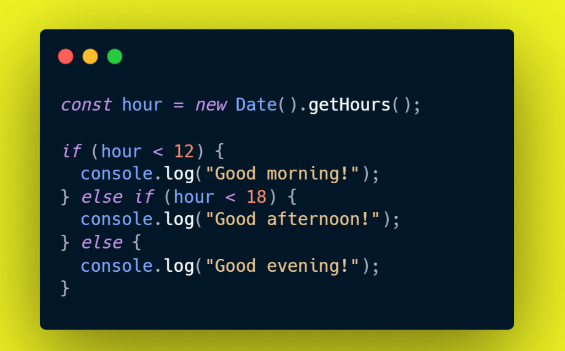 const hour = new Date().getHours();
if (hour < 12) {
  console.log("Good morning!");
} else if (hour < 18) {
  console.log("Good afternoon!");
} else {
  console.log("Good evening!");
}